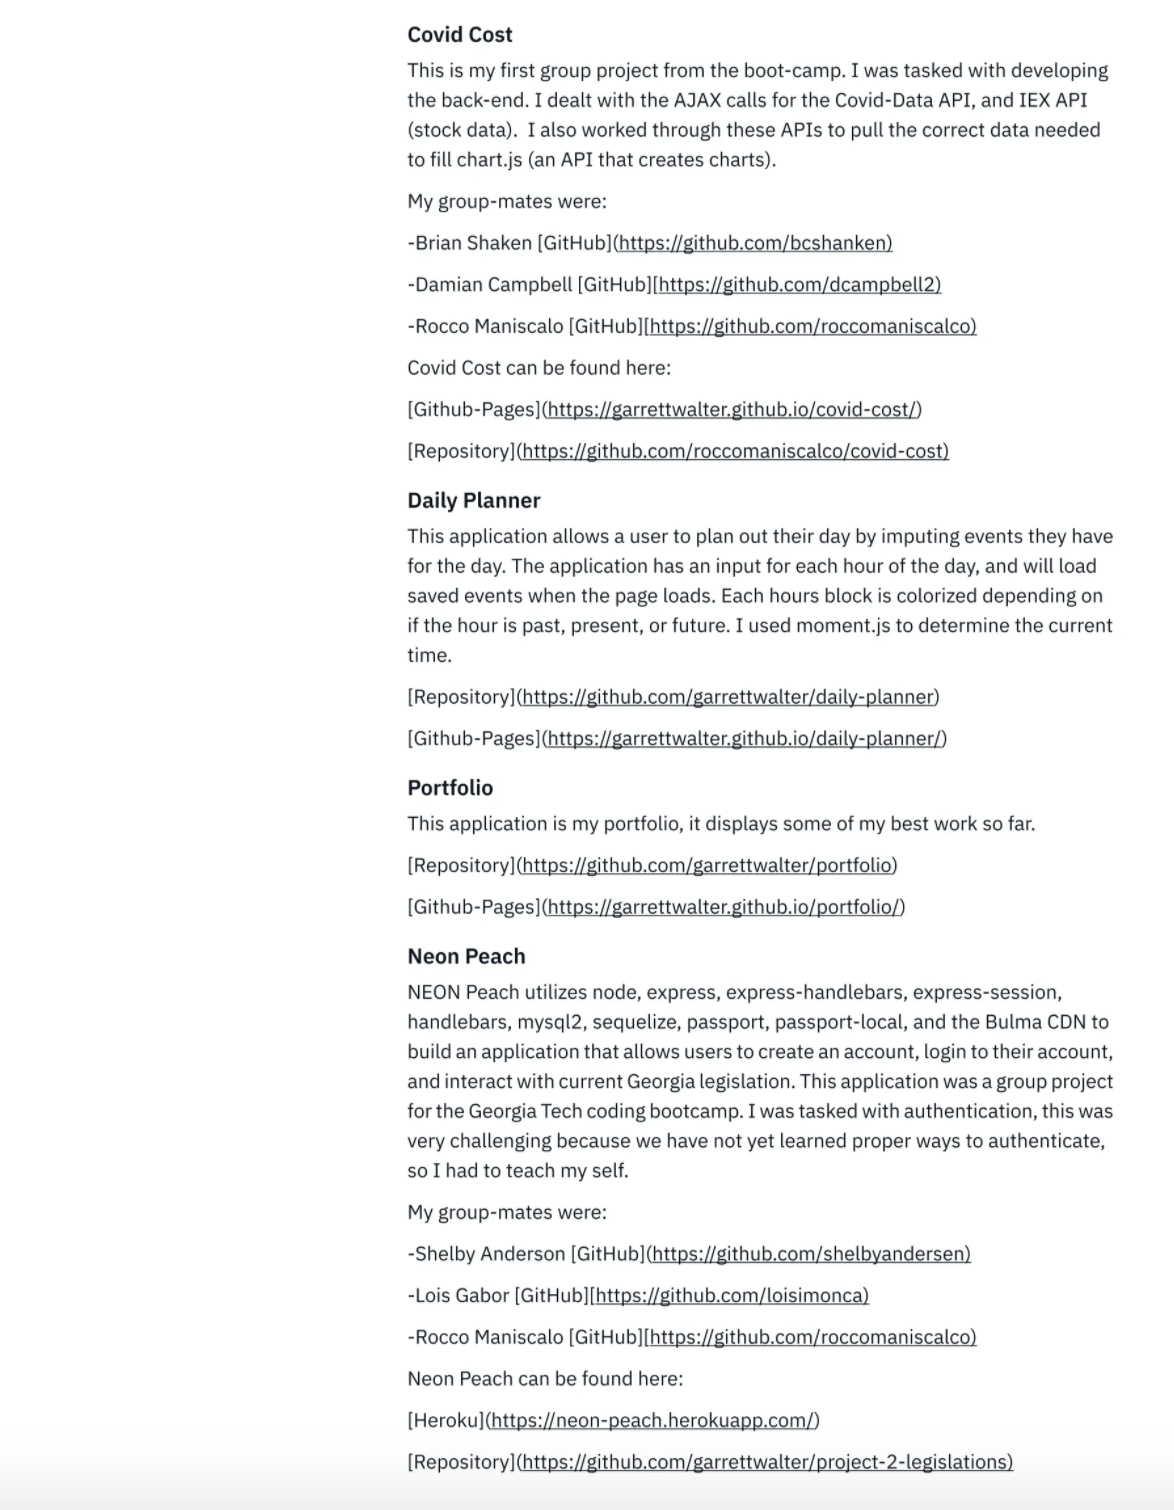 Covid Cost
This is my first group project from the boot-camp. I was tasked with developing
the back-end. I dealt with the AJAX calls for the Covid-Data API, and IEX API
(stock data).  I also worked through these APIs to pull the correct data needed
to fill chart.js (an API that creates charts).
My group-mates were:
-Brian Shaken [GitHub](https://github.com/bcshanken)
-Damian Campbell [GitHub][https://github.com/dcampbell2)
-Rocco Maniscalo [GitHub][https://github.com/roccomaniscalco)
Covid Cost can be found here:
[Github-Pages](https://garrettwalter.github.io/covid-cost/)
[Repository](https://github.com/roccomaniscalco/covid-cost)
Daily Planner
This application allows a user to plan out their day by imputing events they have
for the day. The application has an input for each hour of the day, and will load
saved events when the page loads. Each hours block is colorized depending on
if the hour is past, present, or future. I used moment.js to determine the current
time.
[Repository](https://github.com/garrettwalter/daily-planner)
[Github-Pages](https://garrettwalter.github.io/daily-planner/)
Portfolio
This application is my portfolio, it displays some of my best work so far.
[Repository](https://github.com/garrettwalter/portfolio)
[Github-Pages](https://garrettwalter.github.io/portfolio/)
Neon Peach
NEON Peach utilizes node, express, express-handlebars, express-session,
handlebars, mysql2, sequelize, passport, passport-local, and the Bulma CDN to
build an application that allows users to create an account, login to their account,
and interact with current Georgia legislation. This application was a group project
for the Georgia Tech coding bootcamp. I was tasked with authentication, this was
very challenging because we have not yet learned proper ways to authenticate,
so I had to teach my self.
My group-mates were:
-Shelby Anderson [GitHub](https://github.com/shelbyandersen)
-Lois Gabor [GitHub][https://github.com/loisimonca)
-Rocco Maniscalo [GitHub][https://github.com/roccomaniscalco)
Neon Peach can be found here:
[Heroku](https://neon-peach.herokuapp.com/)
[Repository](https://github.com/garrettwalter/project-2-legislations)